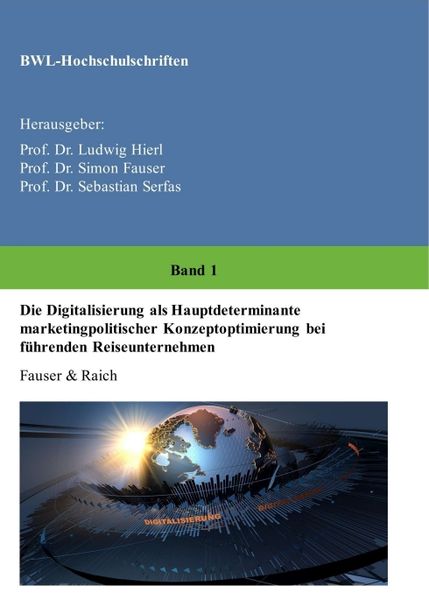 BWL-Hochschulschriften
Herausgeber:
Prof. Dr. Ludwig Hierl
Prof. Dr. Simon Fauser
Prof. Dr. Sebastian Serfas
Band 1
Die Digitalisierung als Hauptdeterminante
marketingpolitischer Konzeptoptimierung bei
führenden Reiseunternehmen
Fauser & Raich
DIGITALISIERUNG
DIGITALISIERUNG